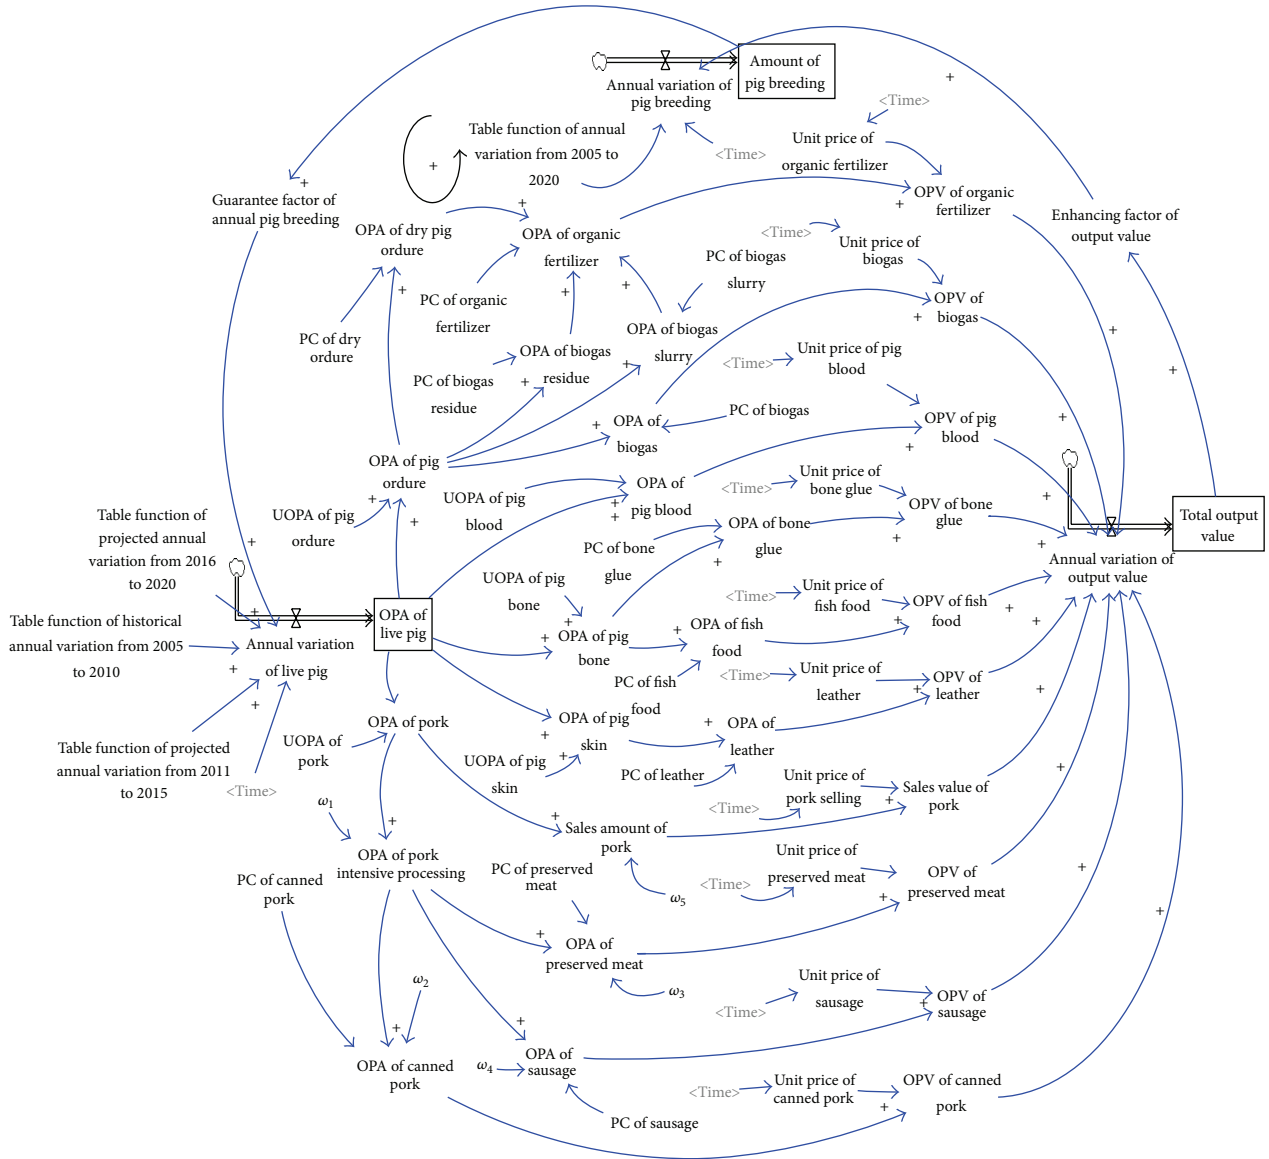 Amount of
pig breeding
Annual variation of
pig breeding
+
<Time>
Table function of annual
variation from 2005 to
2020
+
<Time>
Unit price of
organic fertilizer
+
Guarantee factor of
annual pig breeding
OPA of dry pig
ordure
+
OPA of organic
fertilizer
OPV of organic
fertilizer
+
Enhancing factor of
output value
<Time>
Unit price of
biogas
PC of biogas
slurry
+
PC of organic
fertilizer
+
+
OPV of
biogas
+
PC of dry
ordure
OPA of biogas
slurry
+
+
OPA of biogas
residue
+
PC of biogas
residue
<Time>
Unit price of pig
blood
+
OPA of
biogas
+
PC of biogas
OPV of pig
blood
+
+
OPA of pig
ordure
UOPA of pig
blood
OPA of
pig blood
+
+
<Time>
Unit price of
bone glue
OPV of bone
glue
+
+
+
Total output
value
Table function of
projected annual
variation from 2016
to 2020
UOPA of pig
ordure
+
+
+
PC of bone
glue
OPA of bone
glue
+
Annual variation of
output value
UOPA of pig
bone
+
<Time>
Unit price of
fish food
OPV of fish
food
+
+
+
OPA of
live pig
Table function of historical
annual variation from 2005
to 2010
+
Annual variation
of live pig
+
+
OPA of pig
bone
+
OPA of fish
food
+
PC of fish
food
<Time>
Unit price of
leather
OPV of
leather
+
+
Table function of projected
annual variation from 2011
to 2015
<Time>
OPA of pork
UOPA of
pork
OPA of pig
skin
+
+
UOPA of pig
skin
OPA of
leather
+
PC of leather
<Time>
Unit price of
pork selling
Sales value of
pork
+
+
ω1
+
OPA of pork
intensive processing
+
Sales amount of
pork
ω5
PC of canned
pork
PC of preserved
meat
<Time>
Unit price of
preserved meat
OPV of
preserved meat
+
+
+
OPA of
preserved meat
ω3
ω2
+
+
<Time>
Unit price of
sausage
OPV of
sausage
+
+
OPA of canned
pork
ω4
OPA of
sausage
PC of sausage
<Time>
Unit price of
canned pork
OPV of canned
pork
+